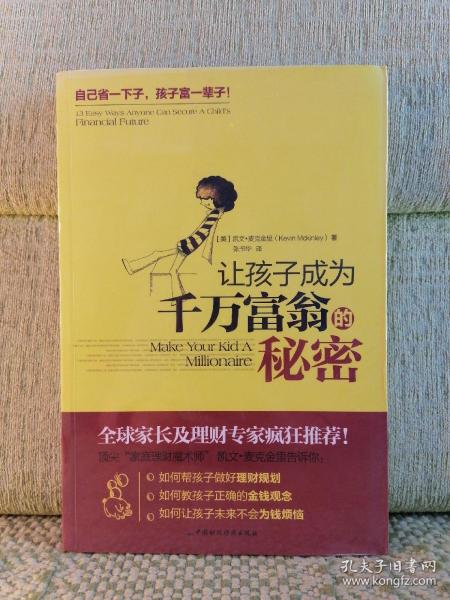 自己省一下子，孩子富一辈子！
13 Easy Ways Anyone Can Secure A Child's
Financial Future
［美］凯文·麦克金里（Kevin Mckinley）著
译
让孩子成为
千万富翁的
Make Your Kid A
Millionaire
秘密
全球家长及理财专家疯狂推荐！
顶尖“家庭理财魔术师”凯文·麦克金里告诉你：
如何帮孩子做好理财规划
如何教孩子正确的金钱观念
如何让孩子未来不会为钱烦恼
孔夫子旧书网
www.kongfz.com